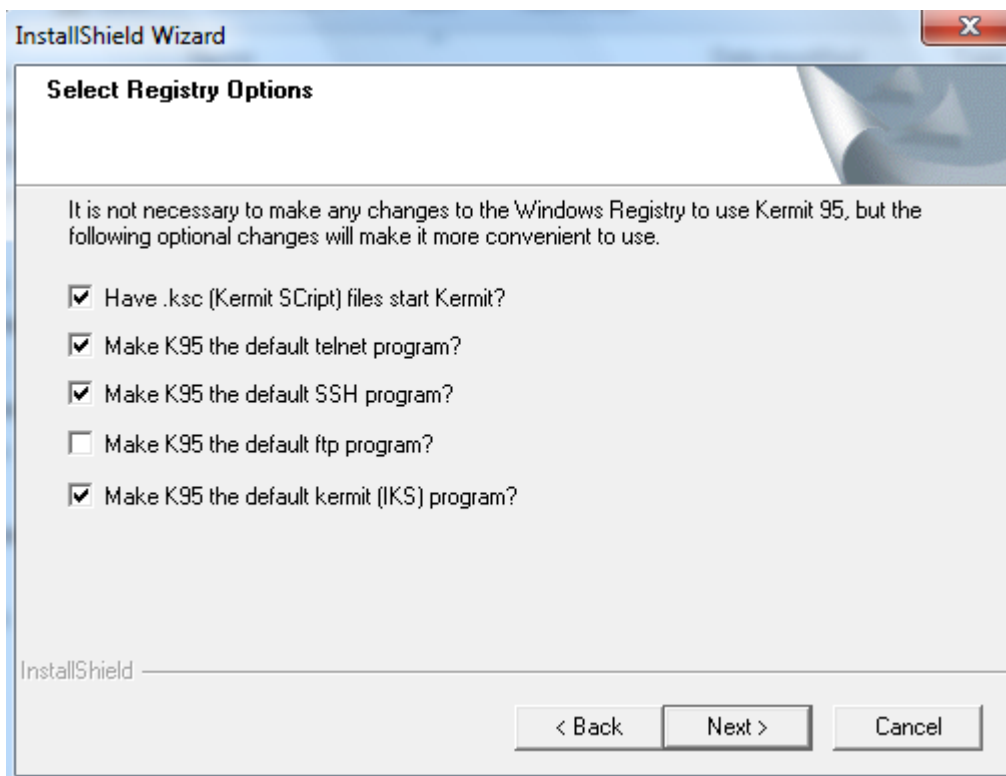 InstallShield Wizard
Select Registry Options
It is not necessary to make any changes to the Windows Registry to use Kermit 95, but the
following optional changes will make it more convenient to use.
Have .ksc (Kermit SCript) files start Kermit?
Make K95 the default telnet program?
Make K95 the default SSH program?
Make K95 the default ftp program?
Make K95 the default kermit (IKS) program?
InstallShield
< Back Next > Cancel